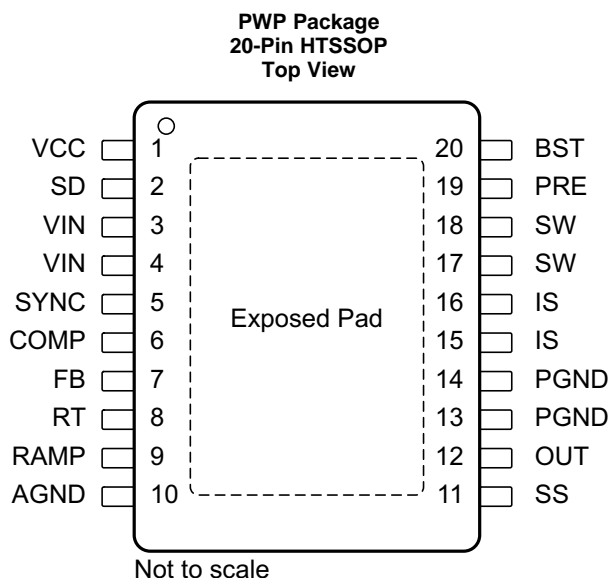 PWP Package
20-Pin HTSSOP
Top View
VCC 1 20 BST
SD 2 19 PRE
VIN 3 18 SW
VIN 4 17 SW
SYNC 5 16 IS
COMP 6 Exposed Pad 15 IS
FB 7 14 PGND
RT 8 13 PGND
RAMP 9 12 OUT
AGND 10 11 SS
Not to scale